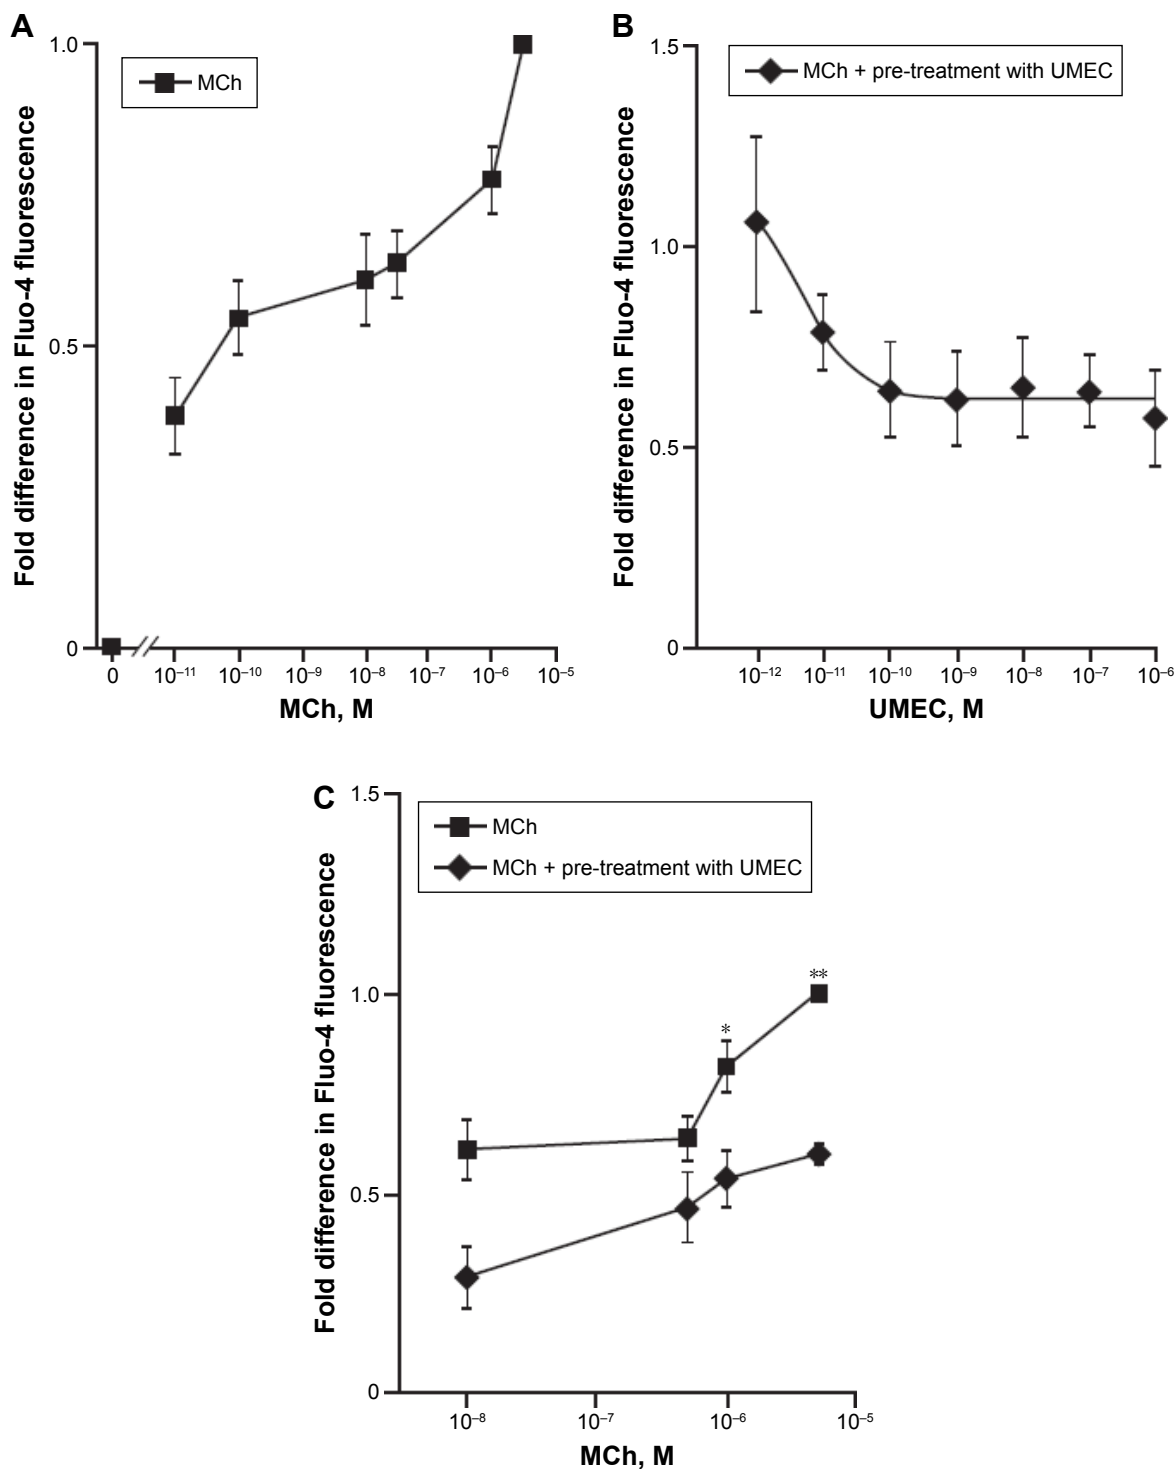 A
MCh
Fold difference in Fluo-4 fluorescence
1.0
0.5
0
0 10⁻¹¹ 10⁻¹⁰ 10⁻⁹ 10⁻⁸ 10⁻⁷ 10⁻⁶ 10⁻⁵
MCh, M
B
MCh + pre-treatment with UMEC
Fold difference in Fluo-4 fluorescence
1.5
1.0
0.5
0
10⁻¹² 10⁻¹¹ 10⁻¹⁰ 10⁻⁹ 10⁻⁸ 10⁻⁷ 10⁻⁶
UMEC, M
C
MCh
MCh + pre-treatment with UMEC
Fold difference in Fluo-4 fluorescence
1.5
1.0
0.5
0
*
**
10⁻⁸ 10⁻⁷ 10⁻⁶ 10⁻⁵
MCh, M